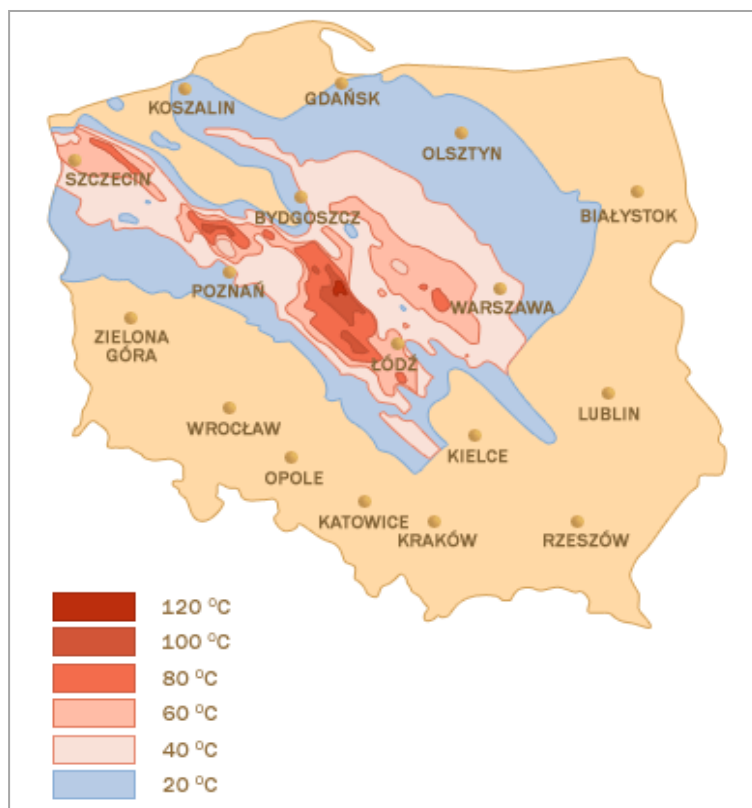 KOSZALIN
GDAŃSK
OLSZTYN
SZCZECIN
BIAŁYSTOK
BYDGOSZCZ
POZNAŃ
WARSZAWA
ZIELONA
GÓRA
ŁÓDŹ
LUBLIN
WROCŁAW
KIELCE
OPOLE
KATOWICE
KRAKÓW
RZESZÓW
120 °C
100 °C
80 °C
60 °C
40 °C
20 °C